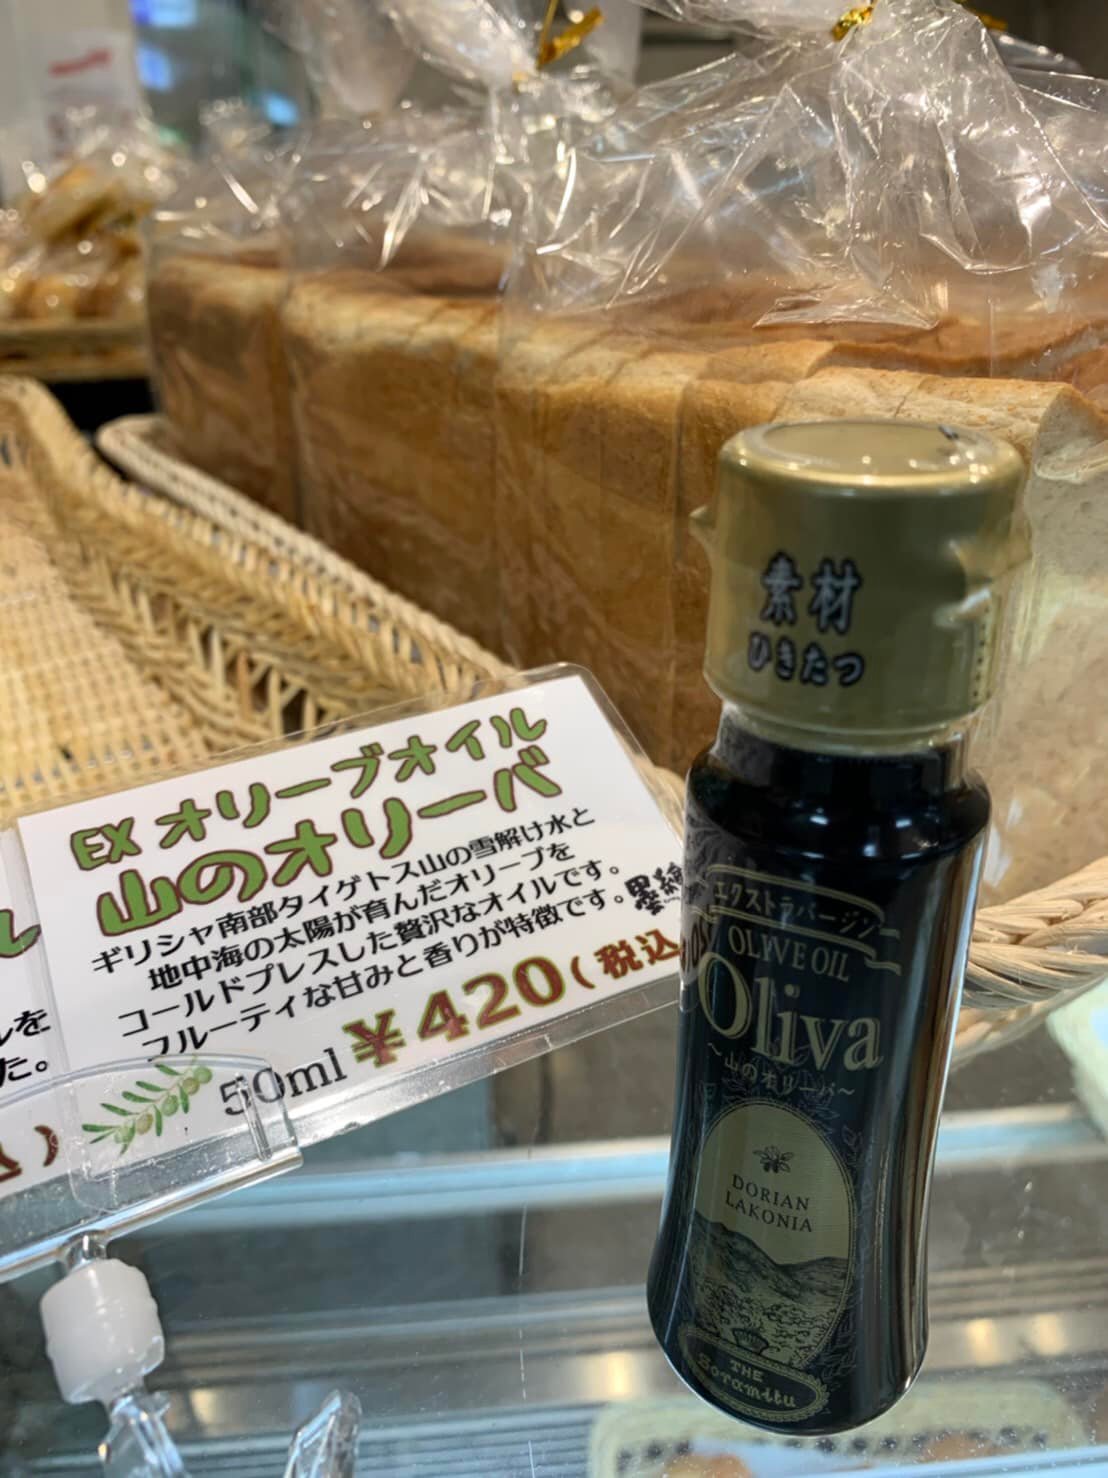 EX オリーブオイル
山のオリーバ
ギリシャ南部タイゲトス山の雪解け水と
地中海の太陽が育んだオリーブを
コールドプレスした贅沢なオイルです。
フルーティな甘みと香りが特徴です。
50ml ¥420(税込
ルを
た。
素材
ひきたつ
エクストラバージン
OLIVE OIL
Oliva
～山のオリーバ～
DORIAN
LAKONIA
THE
Soramitu